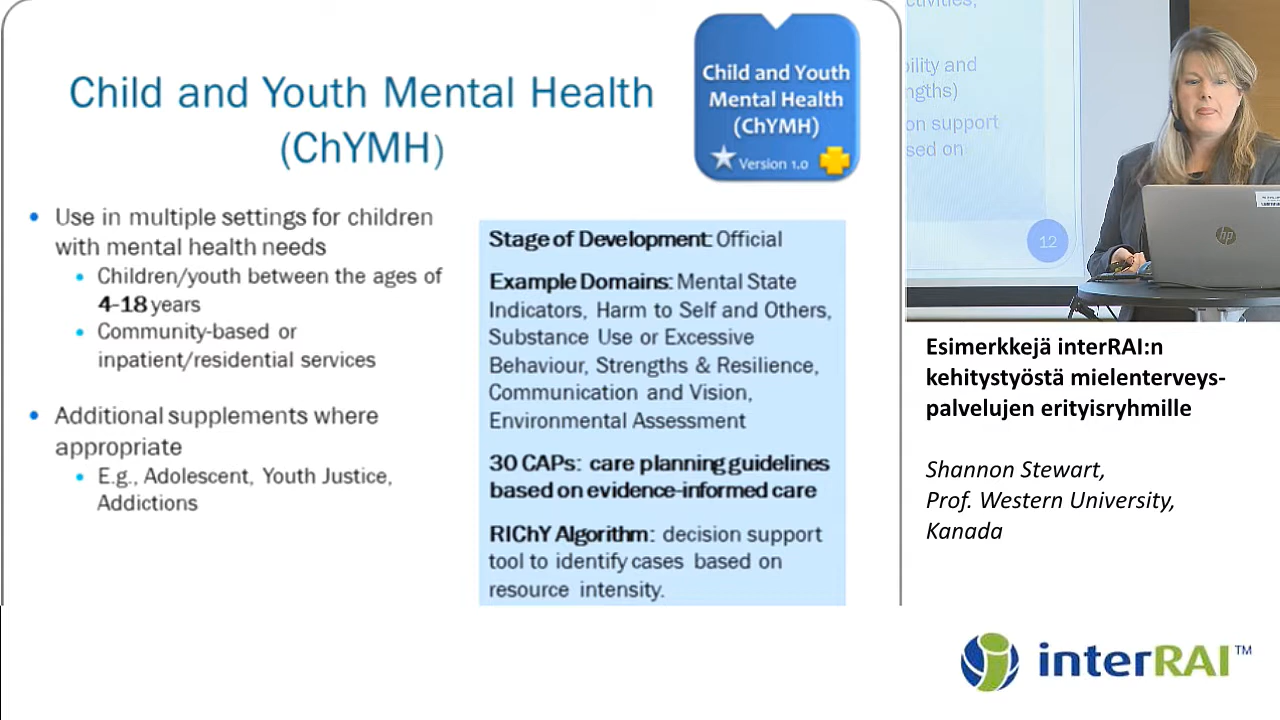 Child and Youth Mental Health
(ChYMH)
Child and Youth
Mental Health
(ChYMH)
Version 1.0
• Use in multiple settings for children
with mental health needs
• Children/youth between the ages of
4-18 years
• Community-based or
inpatient/residential services
• Additional supplements where
appropriate
• E.g., Adolescent, Youth Justice,
Addictions
Stage of Development: Official
Example Domains: Mental State
Indicators, Harm to Self and Others,
Substance Use or Excessive
Behaviour, Strengths & Resilience,
Communication and Vision,
Environmental Assessment
30 CAPs: care planning guidelines
based on evidence-informed care
RIChY Algorithm: decision support
tool to identify cases based on
resource intensity.
bility and
ngths)
on support
sed on
12
hp
Esimerkkejä interRAI:n
kehitystyöstä mielenterveys-
palvelujen erityisryhmille
Shannon Stewart,
Prof. Western University,
Kanada
interRAI™